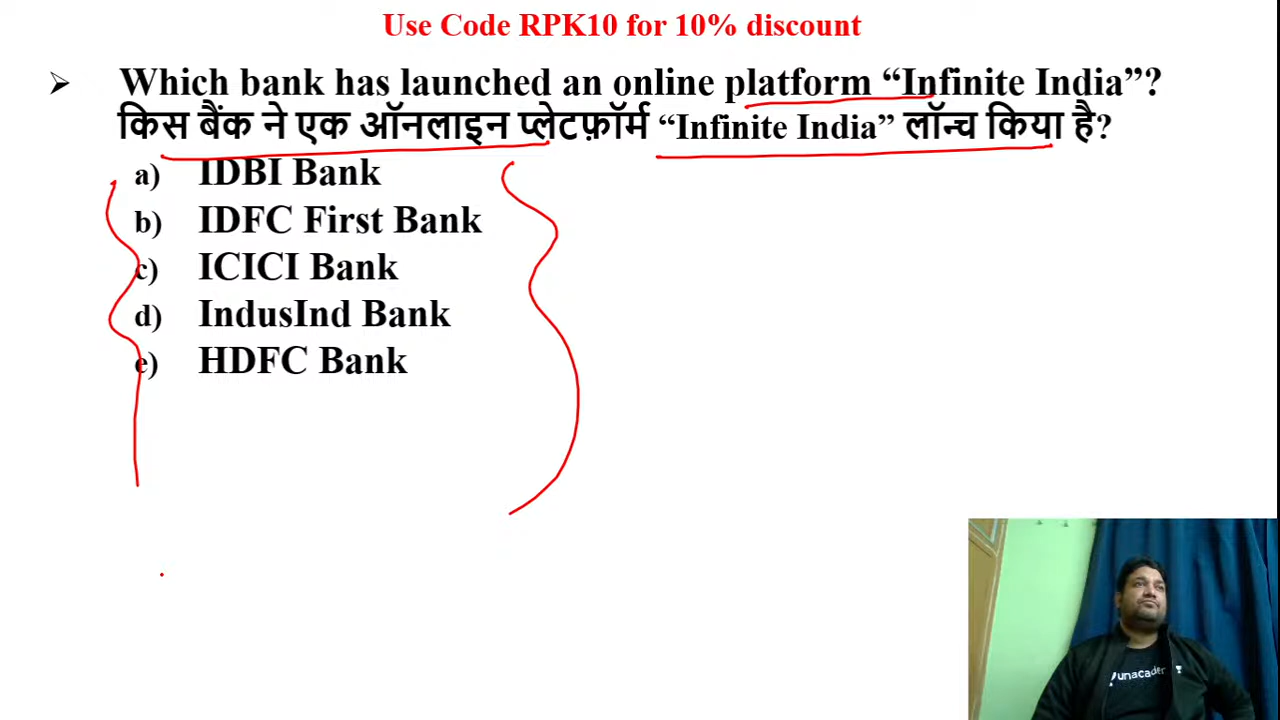 Use Code RPK10 for 10% discount
➢ Which bank has launched an online platform “Infinite India”?
किस बैंक ने एक ऑनलाइन प्लेटफ़ॉर्म “Infinite India” लॉन्च किया है?
a) IDBI Bank
b) IDFC First Bank
c) ICICI Bank
d) IndusInd Bank
e) HDFC Bank
unacader